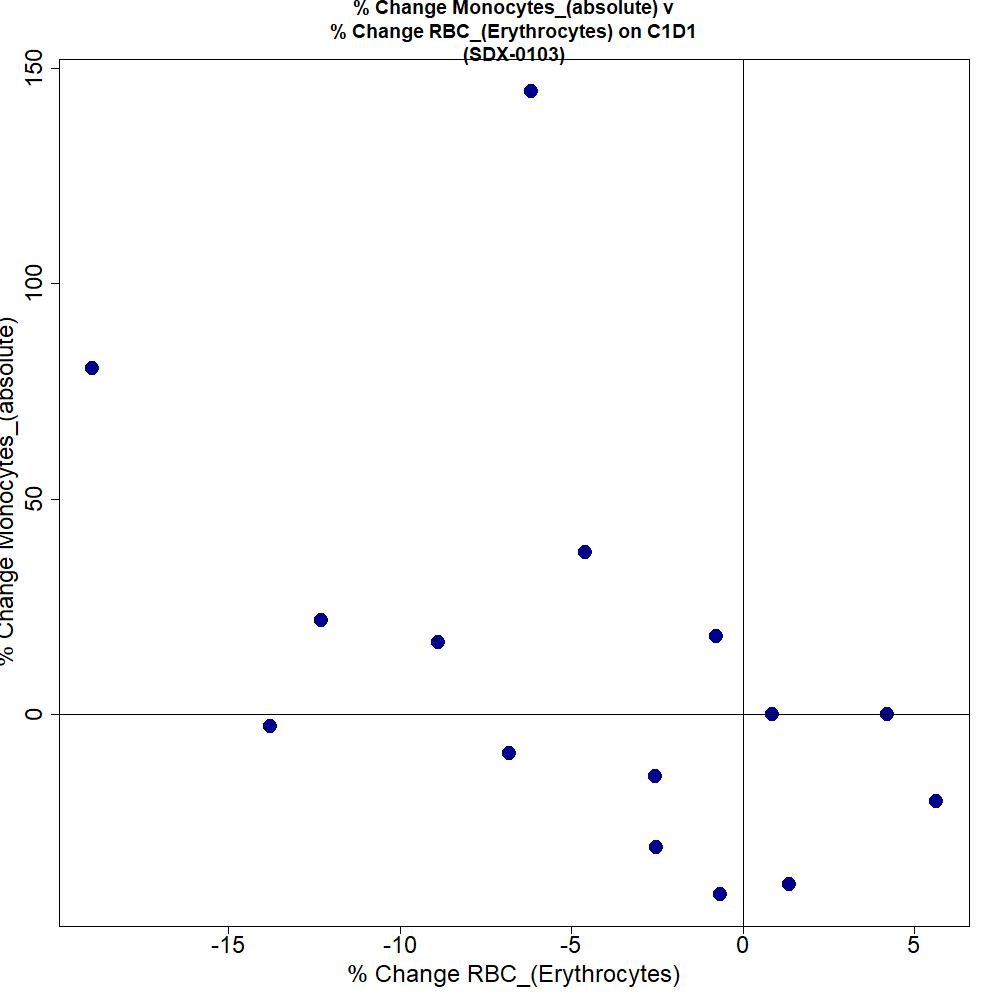 % Change Monocytes_(absolute) v
% Change RBC_(Erythrocytes) on C1D1
(SDX-0103)
150
100
50
0
% Change Monocytes_(absolute)
-15
-10
-5
0
5
% Change RBC_(Erythrocytes)